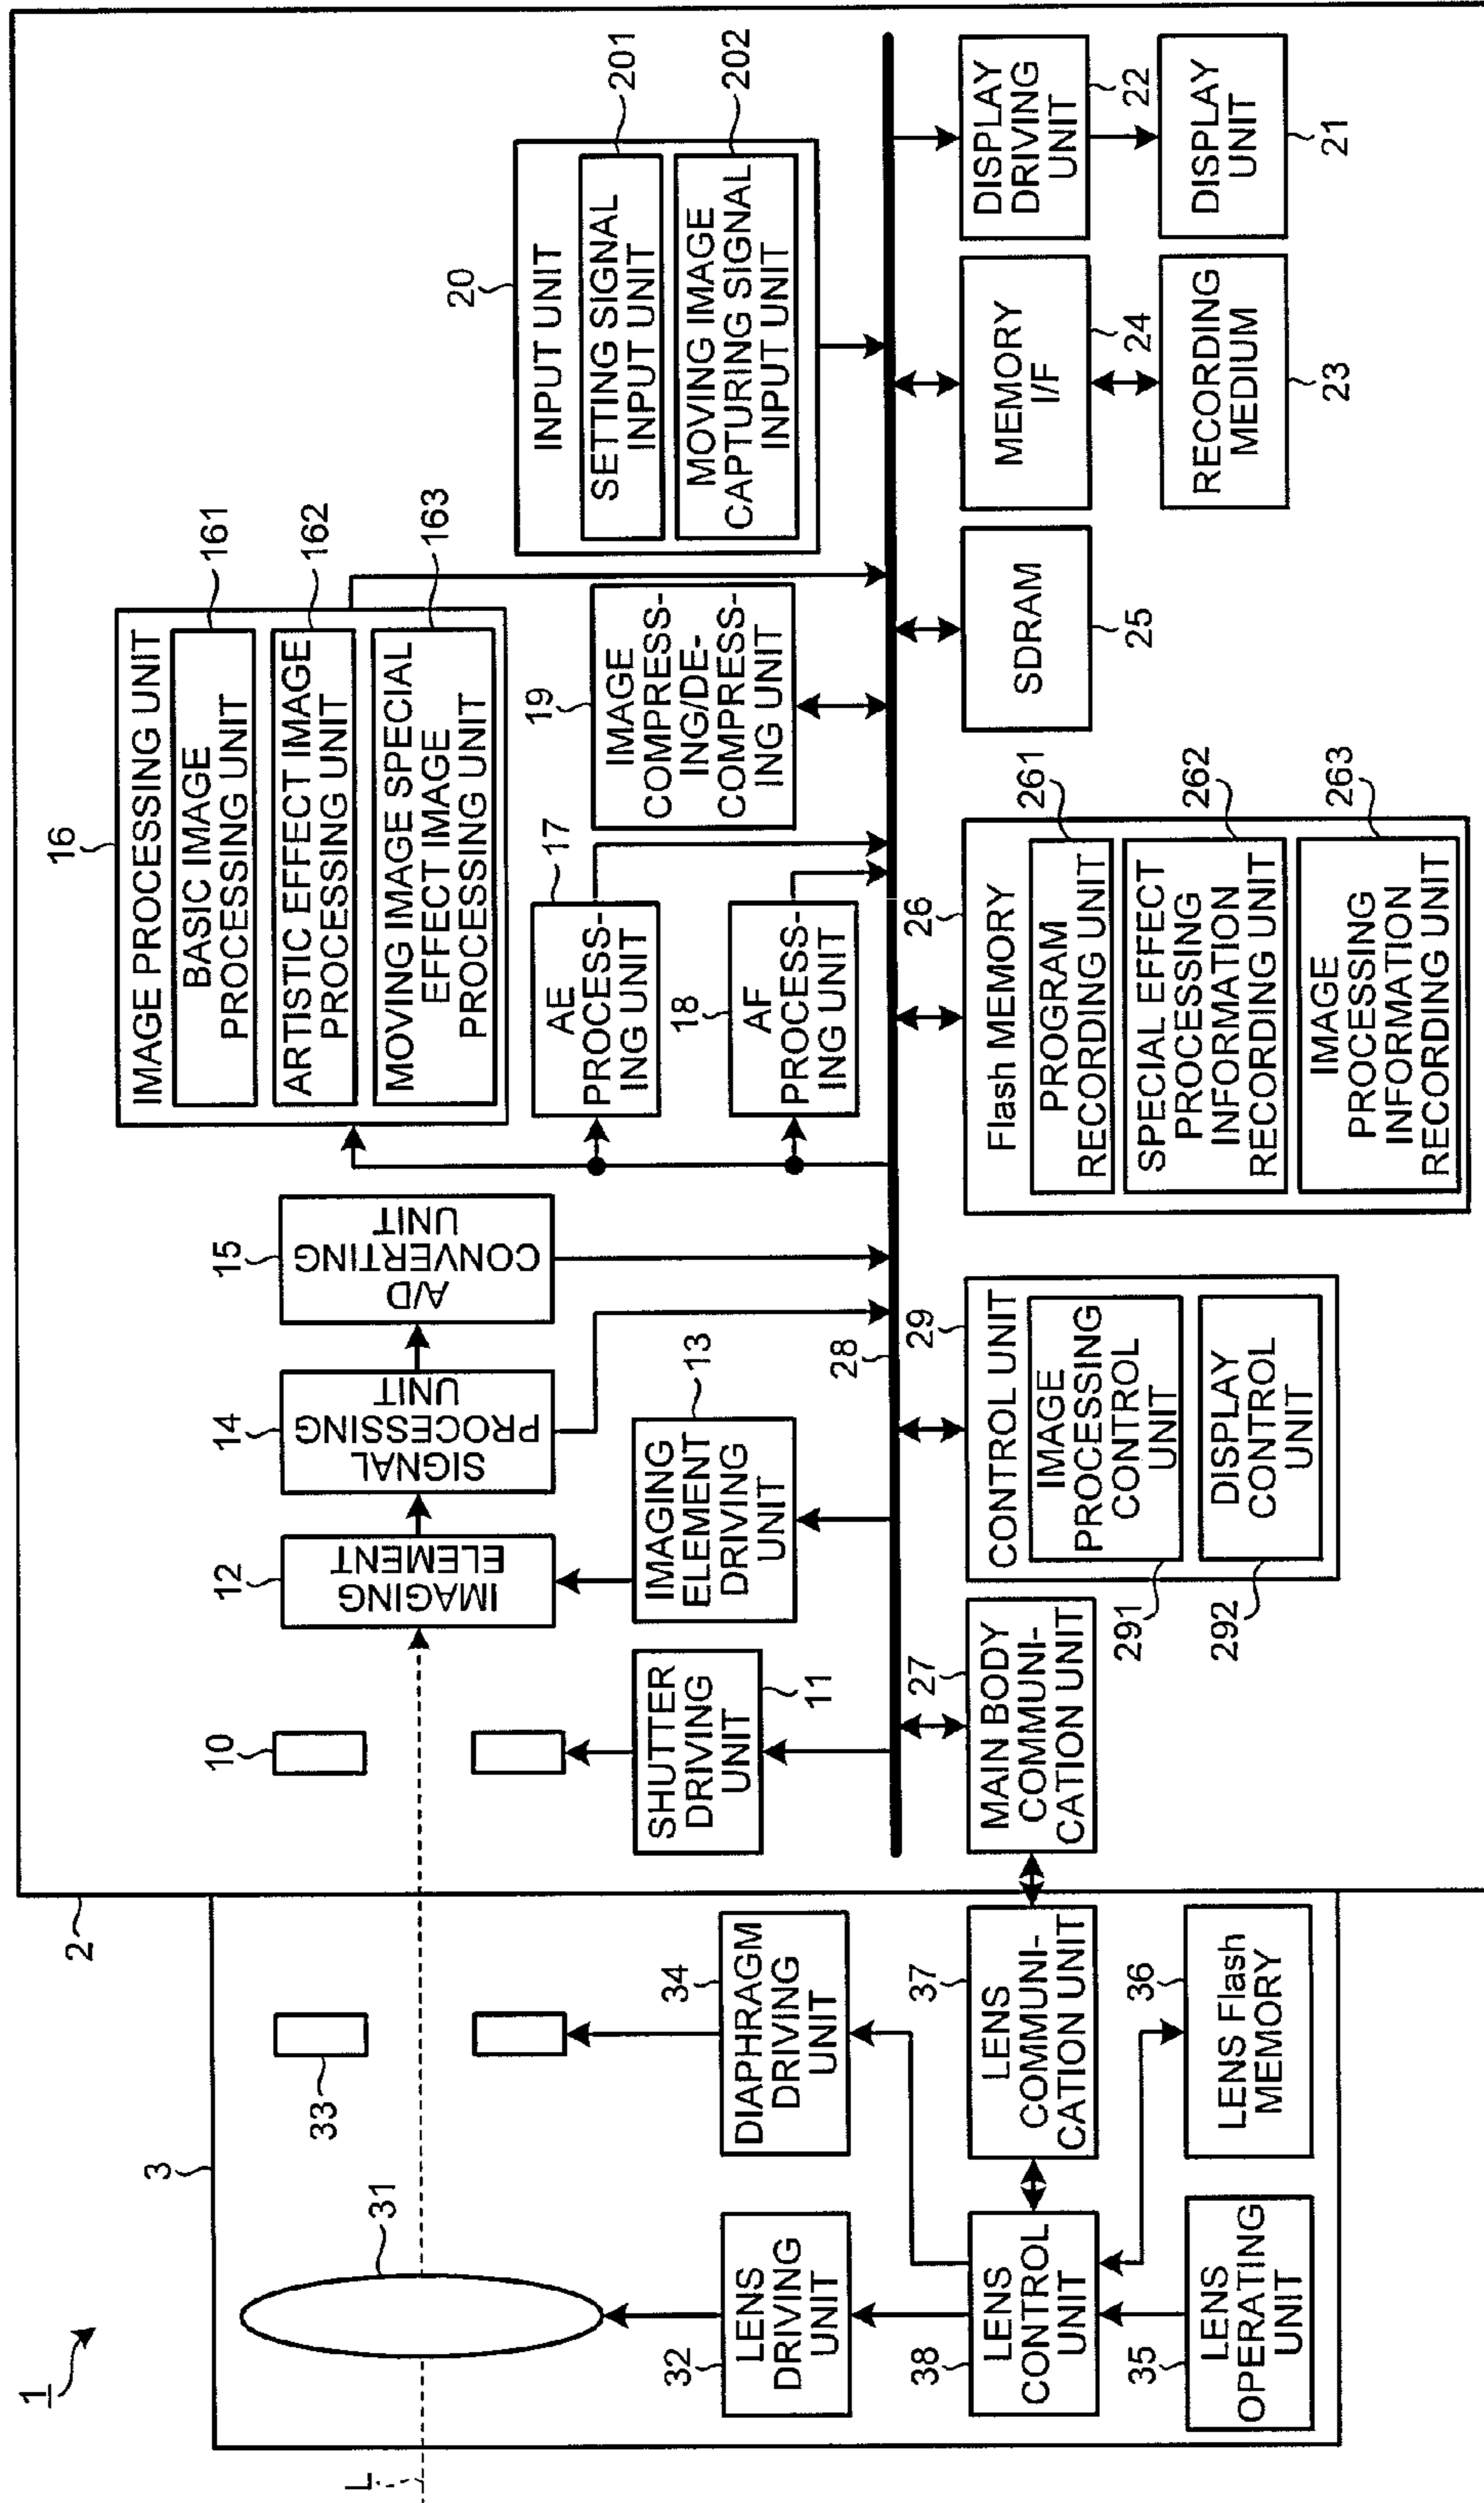 1
L
3
31
33
32
LENS
DRIVING
UNIT
34
DIAPHRAGM
DRIVING
UNIT
38
LENS
CONTROL
UNIT
37
LENS
COMMUNI-
CATION UNIT
35
LENS
OPERATING
UNIT
36
LENS Flash
MEMORY
2
10
11
SHUTTER
DRIVING
UNIT
12
IMAGING
ELEMENT
13
IMAGING
ELEMENT
DRIVING
UNIT
14
SIGNAL
PROCESSING
UNIT
15
A/D
CONVERTING
UNIT
16
IMAGE PROCESSING UNIT
BASIC IMAGE
PROCESSING UNIT
161
ARTISTIC EFFECT IMAGE
PROCESSING UNIT
162
MOVING IMAGE SPECIAL
EFFECT IMAGE
PROCESSING UNIT
163
17
AE
PROCESS-
ING UNIT
18
AF
PROCESS-
ING UNIT
19
IMAGE
COMPRESS-
ING/DE-
COMPRESS-
ING UNIT
20
INPUT UNIT
SETTING SIGNAL
INPUT UNIT
201
MOVING IMAGE
CAPTURING SIGNAL
INPUT UNIT
202
28
27
MAIN BODY
COMMUNI-
CATION UNIT
29
CONTROL UNIT
IMAGE
PROCESSING
CONTROL
UNIT
291
DISPLAY
CONTROL
UNIT
292
26
Flash MEMORY
PROGRAM
RECORDING UNIT
261
SPECIAL EFFECT
PROCESSING
INFORMATION
RECORDING UNIT
262
IMAGE
PROCESSING
INFORMATION
RECORDING UNIT
263
SDRAM
25
MEMORY
I/F
24
RECORDING
MEDIUM
23
DISPLAY
DRIVING
UNIT
22
DISPLAY
UNIT
21